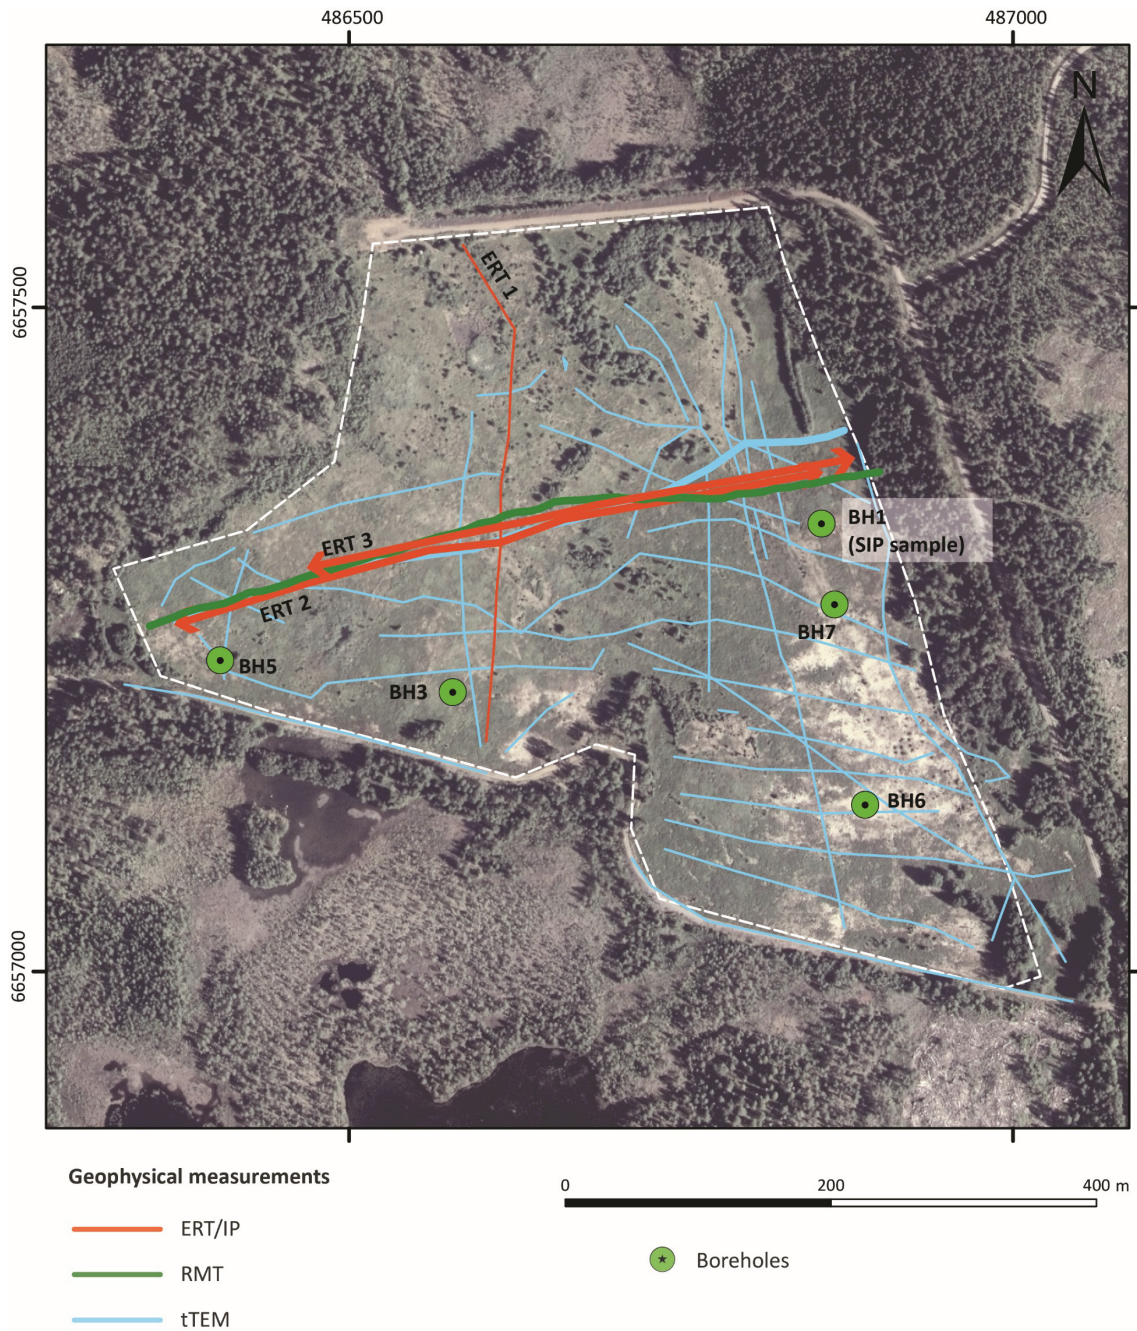 486500
487000
N
6657500
ERT 1
BH1
(SIP sample)
ERT 3
ERT 2
BH7
BH5
BH3
BH6
6657000
Geophysical measurements
ERT/IP
RMT
tTEM
0 200 400 m
Boreholes